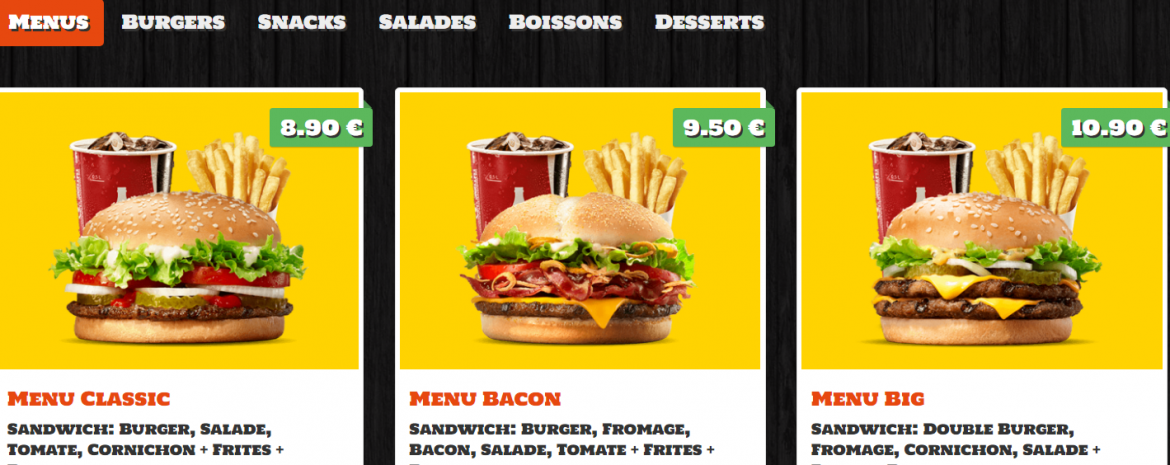 Menus Burgers Snacks Salades Boissons Desserts
8.90 €
9.50 €
10.90 €
Menu Classic
Sandwich: Burger, Salade,
Tomate, Cornichon + Frites +
Menu Bacon
Sandwich: Burger, Fromage,
Bacon, Salade, Tomate + Frites +
Menu Big
Sandwich: Double Burger,
Fromage, Cornichon, Salade +